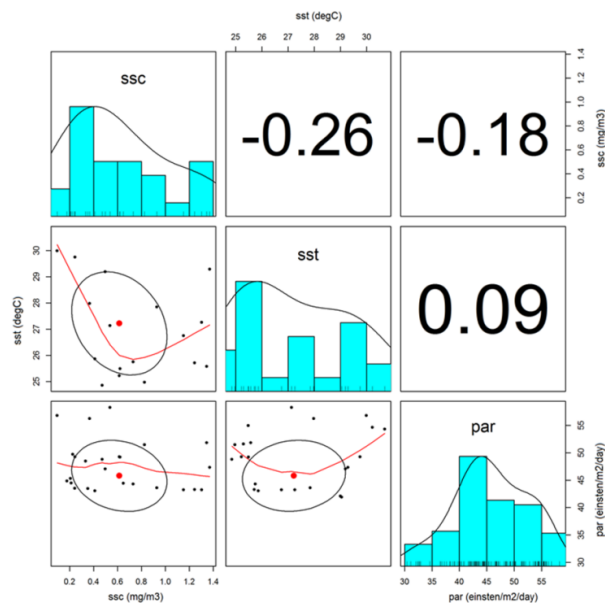 sst (degC)
25 26 27 28 29 30
ssc
-0.26
-0.18
0.2 0.4 0.6 0.8 1.0 1.2 1.4
ssc (mg/m3)
sst (degC)
25 26 27 28 29 30
sst
0.09
par
30 35 40 45 50 55
par (einsten/m2/day)
0.2 0.4 0.6 0.8 1.0 1.2 1.4
ssc (mg/m3)
30 35 40 45 50 55
par (einsten/m2/day)